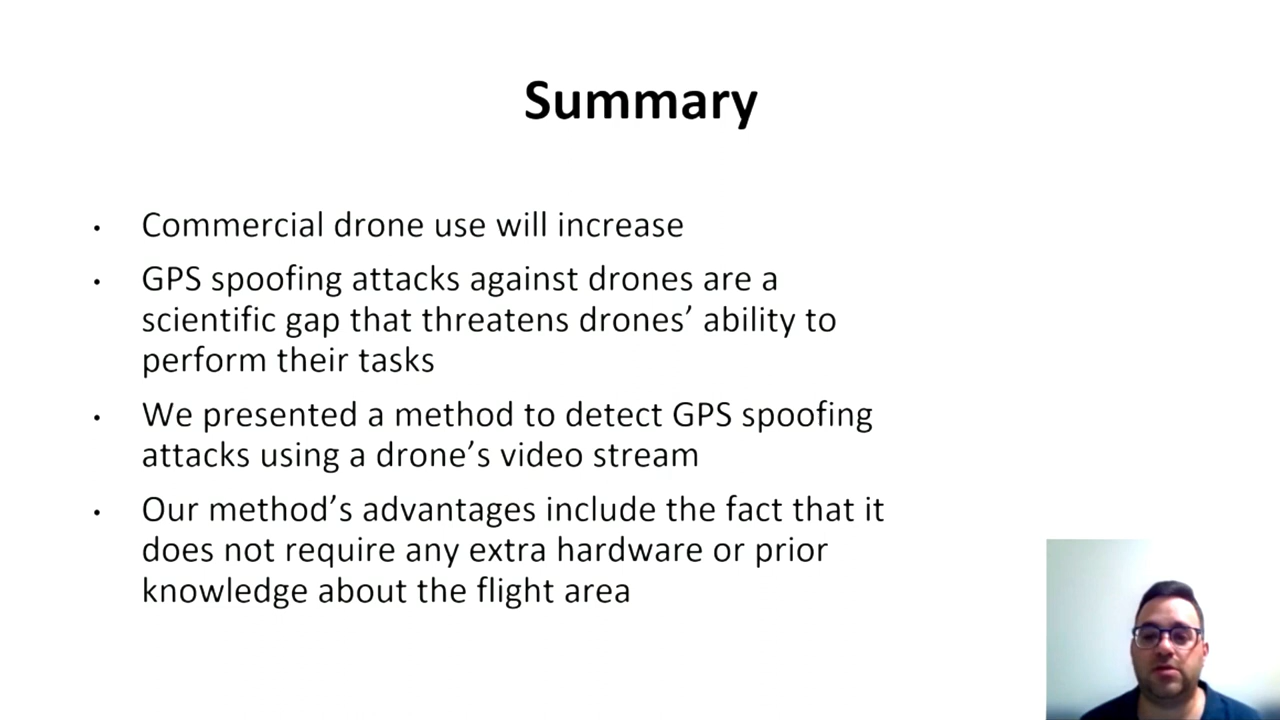 Summary
• Commercial drone use will increase
• GPS spoofing attacks against drones are a
scientific gap that threatens drones’ ability to
perform their tasks
• We presented a method to detect GPS spoofing
attacks using a drone’s video stream
• Our method’s advantages include the fact that it
does not require any extra hardware or prior
knowledge about the flight area